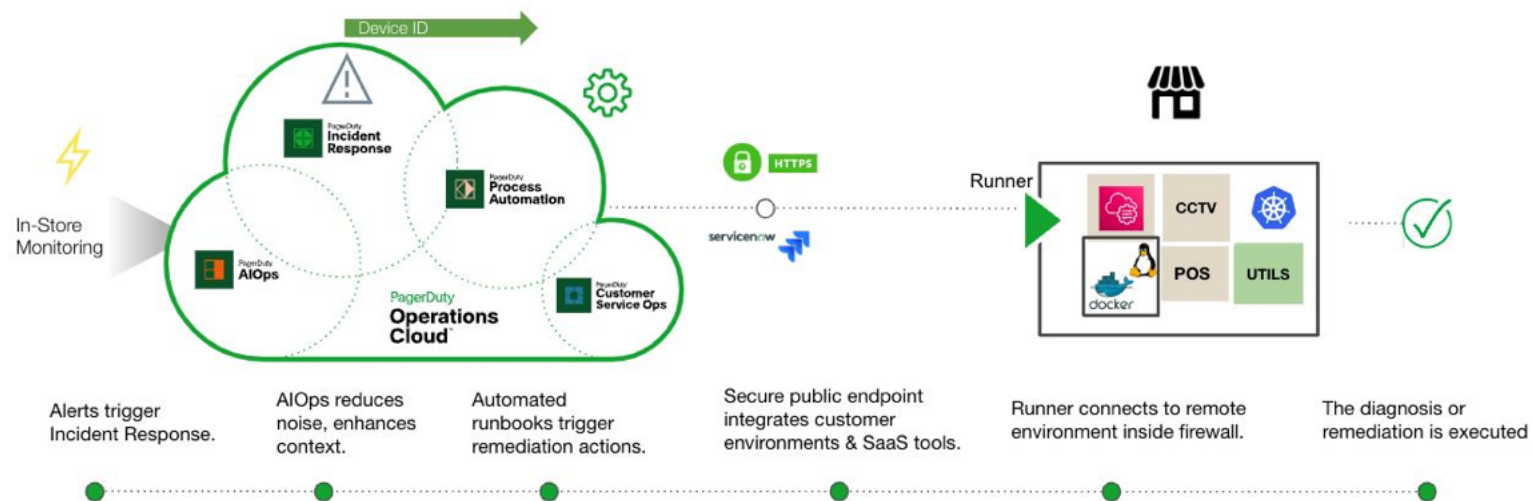 Device ID
PagerDuty
Incident
Response
PagerDuty
Process
Automation
HTTPS
Runner
CCTV
In-Store
Monitoring
servicenow
PagerDuty
AIOps
POS
UTILS
docker
PagerDuty
Customer
Service Ops
PagerDuty
Operations
Cloud™
Alerts trigger
Incident Response.
AIOps reduces
noise, enhances
context.
Automated
runbooks trigger
remediation actions.
Secure public endpoint
integrates customer
environments & SaaS tools.
Runner connects to remote
environment inside firewall.
The diagnosis or
remediation is executed